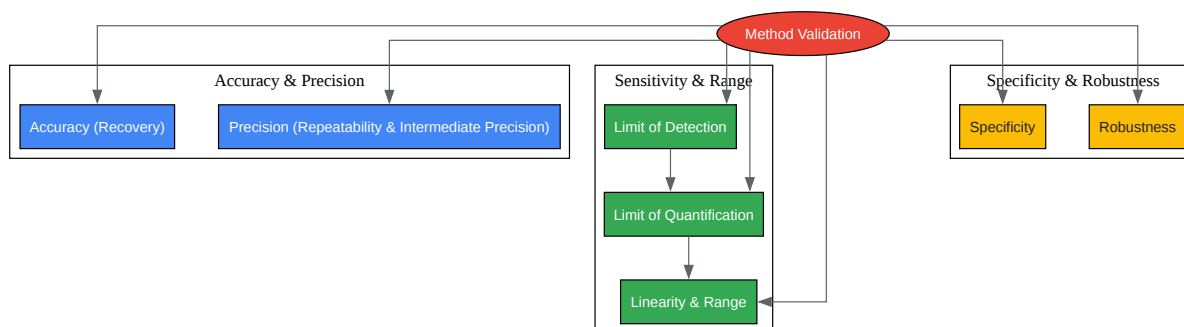 Method Validation
Accuracy & Precision
Sensitivity & Range
Specificity & Robustness
Accuracy (Recovery)
Precision (Repeatability & Intermediate Precision)
Limit of Detection
Specificity
Robustness
Limit of Quantification
Linearity & Range